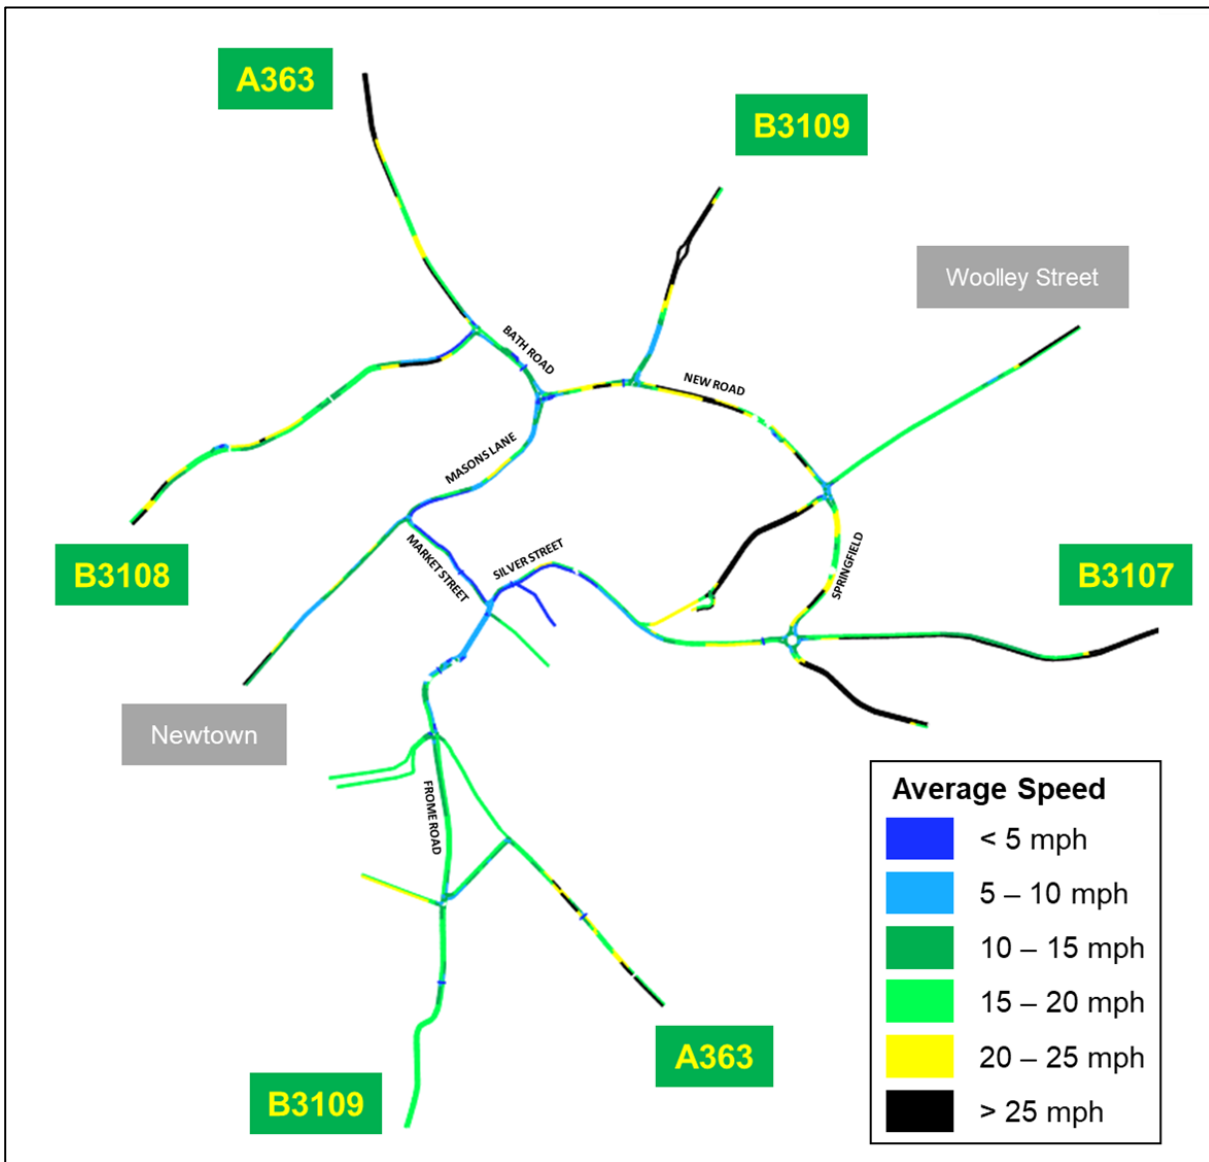 A363
B3109
Woolley Street
BATH ROAD
NEW ROAD
MASONS LANE
MARKET STREET
SILVER STREET
SPRINGFIELD
B3108
B3107
Newtown
FROME ROAD
A363
B3109
Average Speed
< 5 mph
5 – 10 mph
10 – 15 mph
15 – 20 mph
20 – 25 mph
> 25 mph